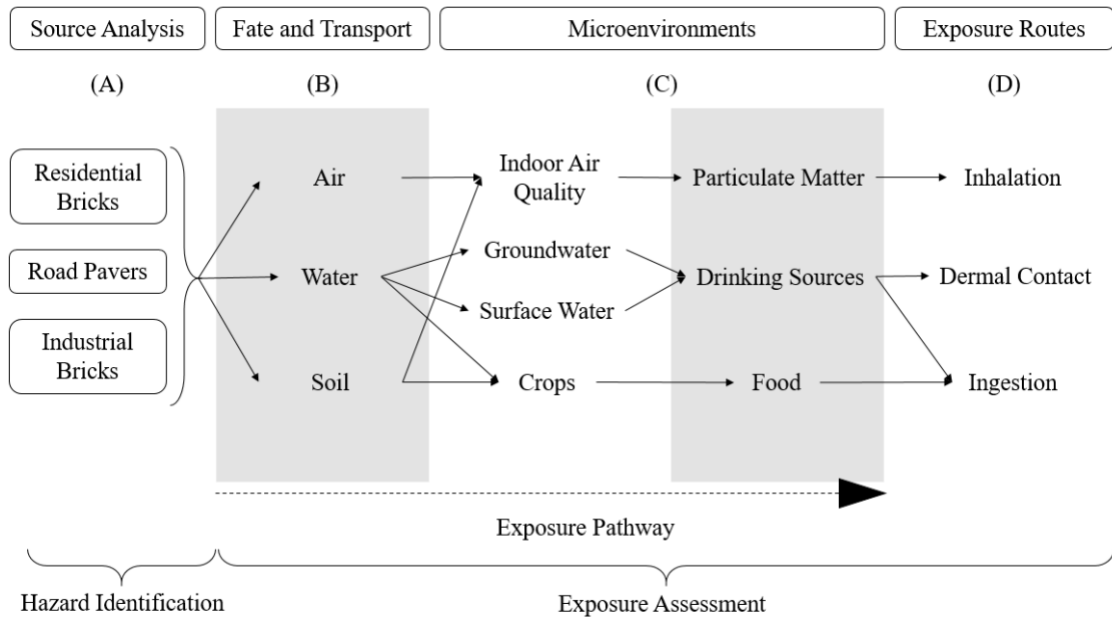 Source Analysis
Fate and Transport
Microenvironments
Exposure Routes
(A)
(B)
(C)
(D)
Residential
Bricks
Road Pavers
Industrial
Bricks
Air
Water
Soil
Indoor Air
Quality
Groundwater
Surface Water
Crops
Particulate Matter
Drinking Sources
Food
Inhalation
Dermal Contact
Ingestion
Exposure Pathway
Hazard Identification
Exposure Assessment